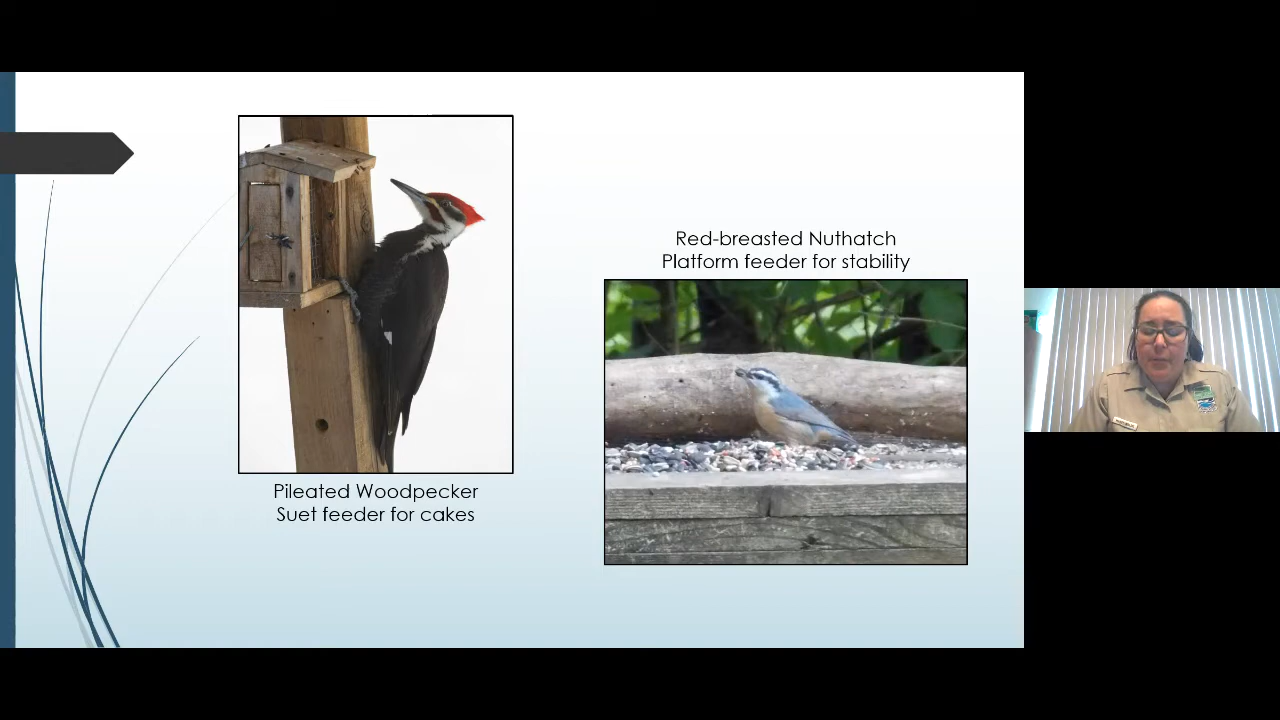 Red-breasted Nuthatch
Platform feeder for stability
Pileated Woodpecker
Suet feeder for cakes